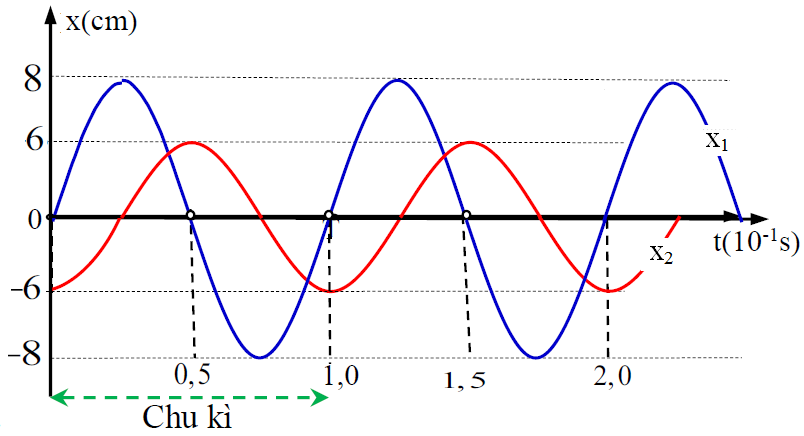 x(cm)
8
6
x₁
0
t(10⁻¹s)
x₂
-6
-8
0,5
1,0
1,5
2,0
Chu kì